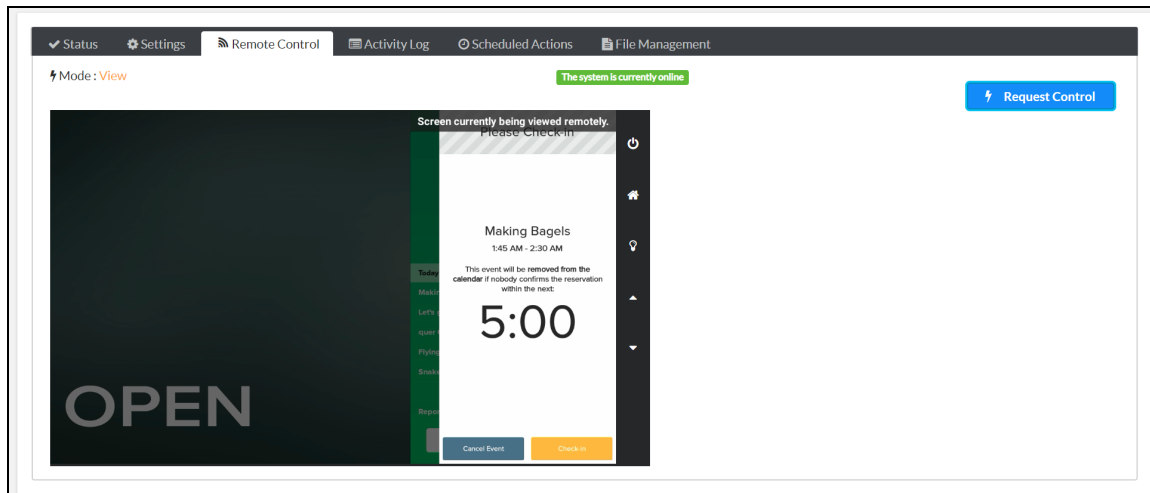 Status Settings Remote Control Activity Log Scheduled Actions File Management
Mode : View
The system is currently online
Request Control
Screen currently being viewed remotely.
Please Check-in
Making Bagels
1:45 AM - 2:30 AM
This event will be removed from the
calendar if nobody confirms the reservation
within the next:
5:00
Today
Makin
Let's
quer
Flying
Snake
Repor
OPEN
Cancel Event Check-in